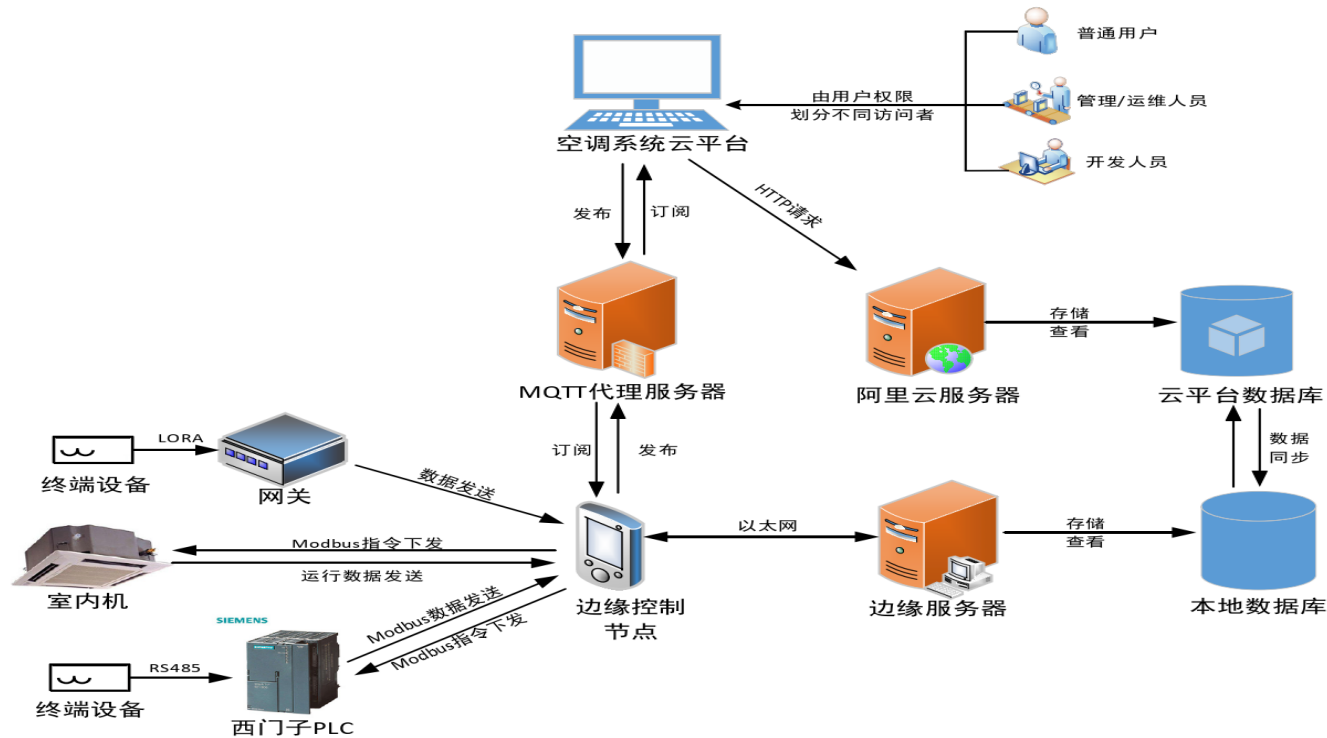 普通用户
由用户权限
划分不同访问者
管理/运维人员
开发人员
空调系统云平台
发布
订阅
HTTP请求
MQTT代理服务器
阿里云服务器
存储
查看
云平台数据库
LORA
终端设备
网关
数据发送
订阅
发布
数据
同步
Modbus指令下发
运行数据发送
室内机
以太网
边缘控制
节点
边缘服务器
存储
查看
本地数据库
SIEMENS
Modbus数据发送
Modbus指令下发
RS485
终端设备
西门子PLC